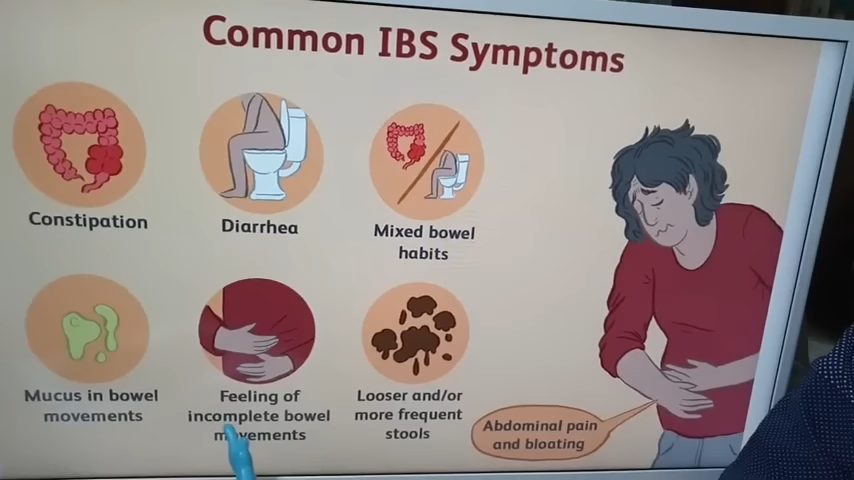 Common IBS Symptoms
Constipation
Diarrhea
Mixed bowel
habits
Mucus in bowel
movements
Feeling of
incomplete bowel
movements
Looser and/or
more frequent
stools
Abdominal pain
and bloating